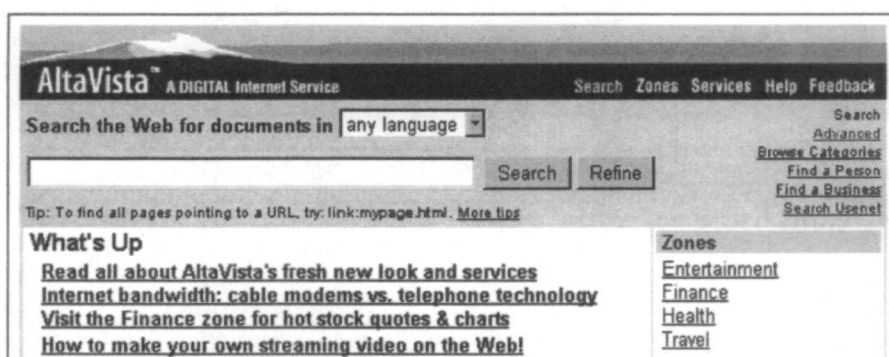 AltaVista™ A DIGITAL Internet Service
Search Zones Services Help Feedback
Search the Web for documents in any language
Search
Advanced
Browse Categories
Find a Person
Find a Business
Search Usenet
Search Refine
Tip: To find all pages pointing to a URL, try: link:mypage.html. More tips
What's Up
Read all about AltaVista's fresh new look and services
Internet bandwidth: cable modems vs. telephone technology
Visit the Finance zone for hot stock quotes & charts
How to make your own streaming video on the Web!
Zones
Entertainment
Finance
Health
Travel